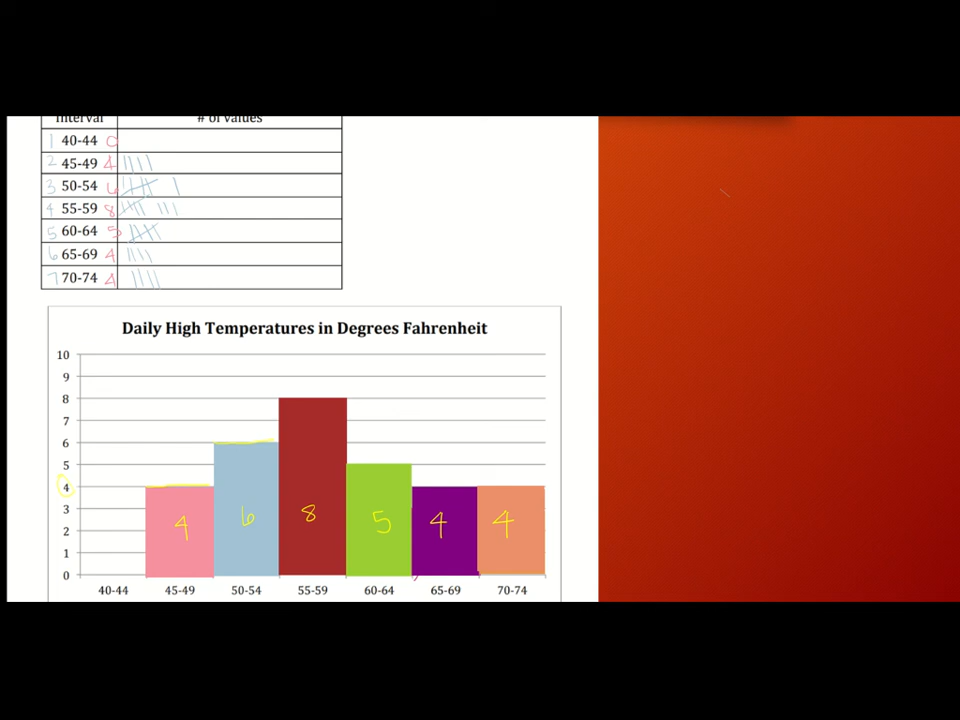 Interval # of values
1 40-44 0
2 45-49 4
3 50-54 6
4 55-59 8
5 60-64 5
6 65-69 4
7 70-74 4
Daily High Temperatures in Degrees Fahrenheit
10
9
8
7
6
5
4
3
2
1
0
4 6 8 5 4 4
40-44 45-49 50-54 55-59 60-64 65-69 70-74